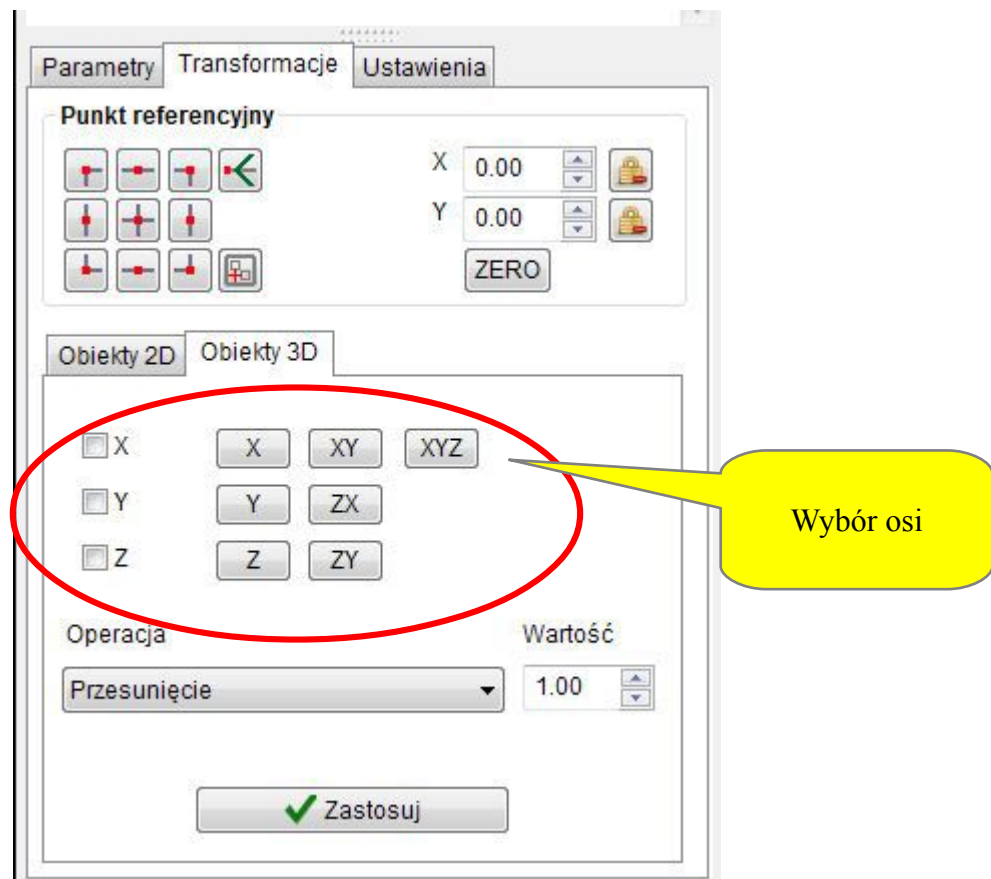 Parametry Transformacje Ustawienia
Punkt referencyjny
X 0.00
Y 0.00
ZERO
Obiekty 2D Obiekty 3D
X X XY XYZ
Y Y ZX
Z Z ZY
Wybór osi
Operacja Wartość
Przesunięcie 1.00
Zastosuj